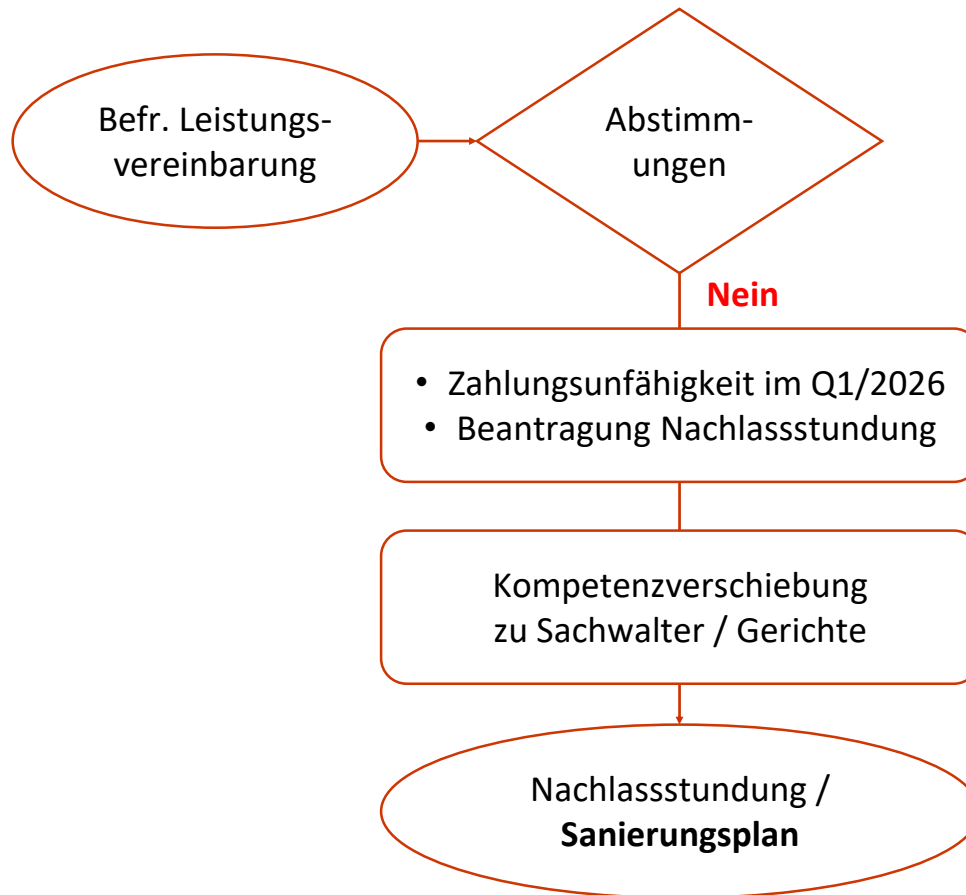 Befr. Leistungs-
vereinbarung
Abstimm-
ungen
Nein
• Zahlungsunfähigkeit im Q1/2026
• Beantragung Nachlassstundung
Kompetenzverschiebung
zu Sachwalter / Gerichte
Nachlassstundung /
Sanierungsplan